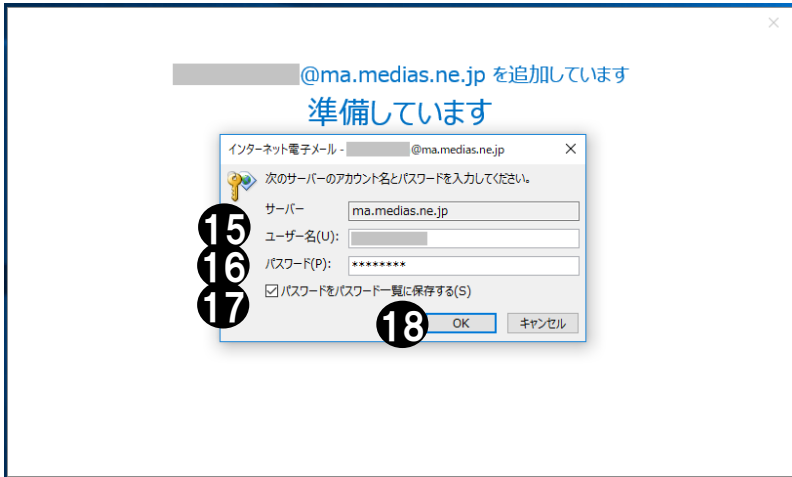 @ma.medias.ne.jp を追加しています
準備しています
インターネット電子メール - @ma.medias.ne.jp
次のサーバーのアカウント名とパスワードを入力してください。
サーバー ma.medias.ne.jp
15 ユーザー名(U):
16 パスワード(P): ********
17 パスワードをパスワード一覧に保存する(S)
18 OK キャンセル